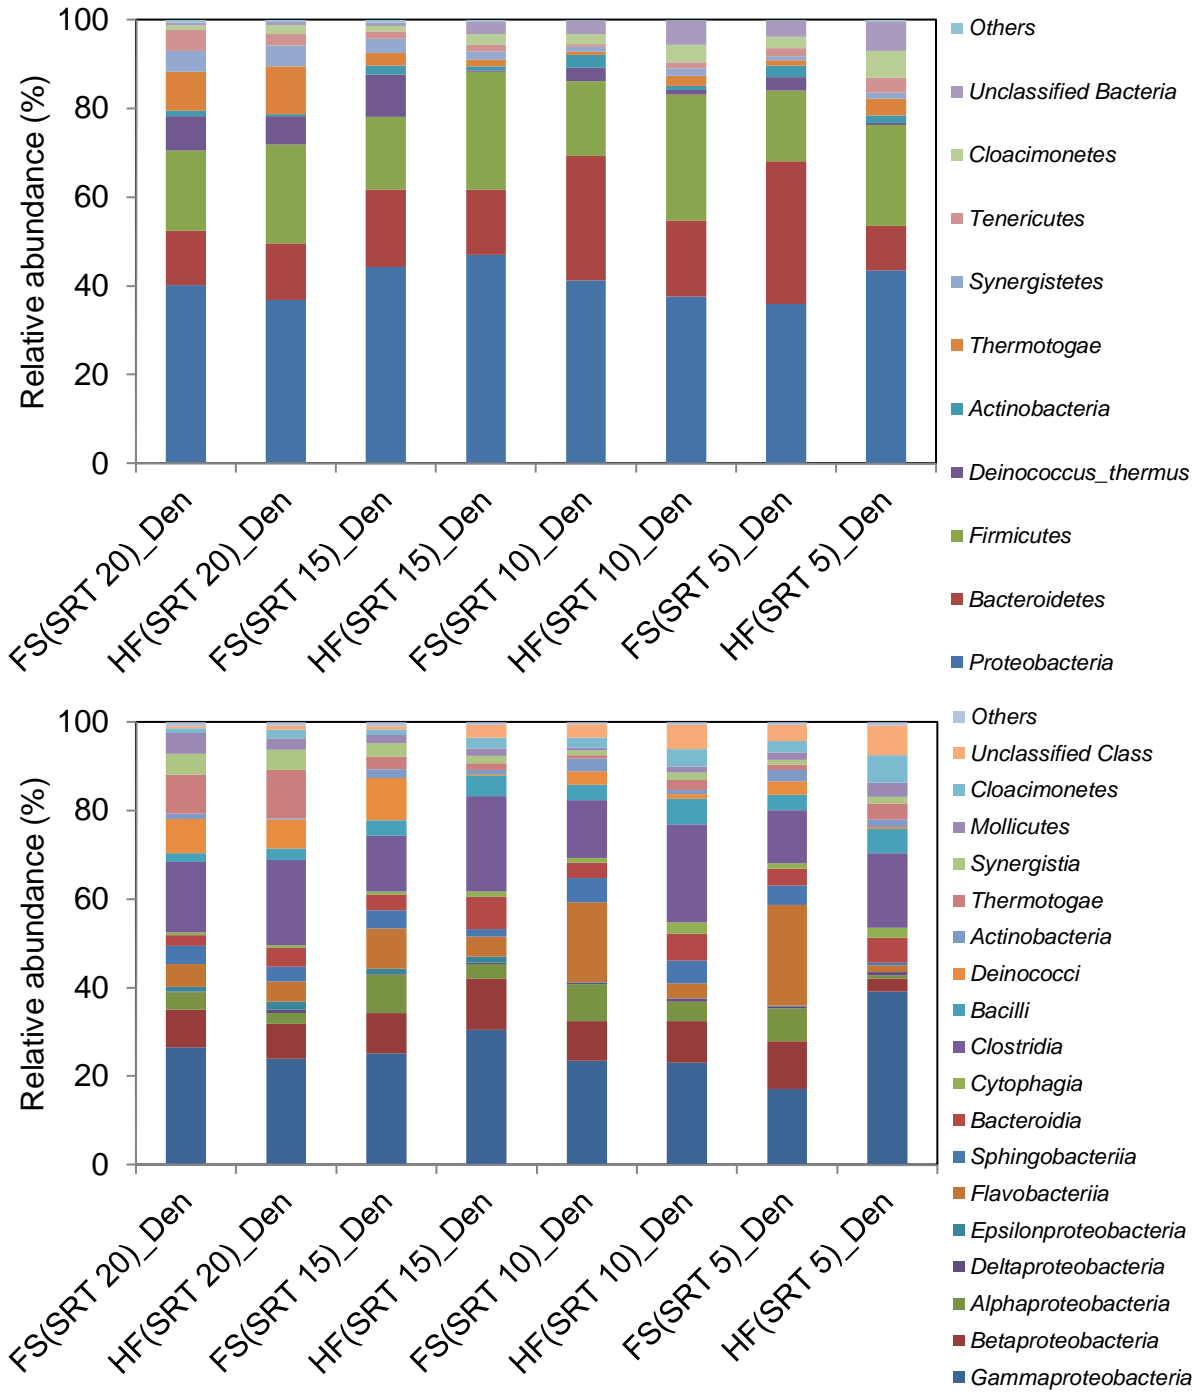 Relative abundance (%)
100
80
60
40
20
0
FS(SRT 20)_Den
HF(SRT 20)_Den
FS(SRT 15)_Den
HF(SRT 15)_Den
FS(SRT 10)_Den
HF(SRT 10)_Den
FS(SRT 5)_Den
HF(SRT 5)_Den
Others
Unclassified Bacteria
Cloacimonetes
Tenericutes
Synergistetes
Thermotogae
Actinobacteria
Deinococcus_thermus
Firmicutes
Bacteroidetes
Proteobacteria
Relative abundance (%)
100
80
60
40
20
0
FS(SRT 20)_Den
HF(SRT 20)_Den
FS(SRT 15)_Den
HF(SRT 15)_Den
FS(SRT 10)_Den
HF(SRT 10)_Den
FS(SRT 5)_Den
HF(SRT 5)_Den
Others
Unclassified Class
Cloacimonetes
Mollicutes
Synergistia
Thermotogae
Actinobacteria
Deinococci
Bacilli
Clostridia
Cytophagia
Bacteroidia
Sphingobacteriia
Flavobacteriia
Epsilonproteobacteria
Deltaproteobacteria
Alphaproteobacteria
Betaproteobacteria
Gammaproteobacteria